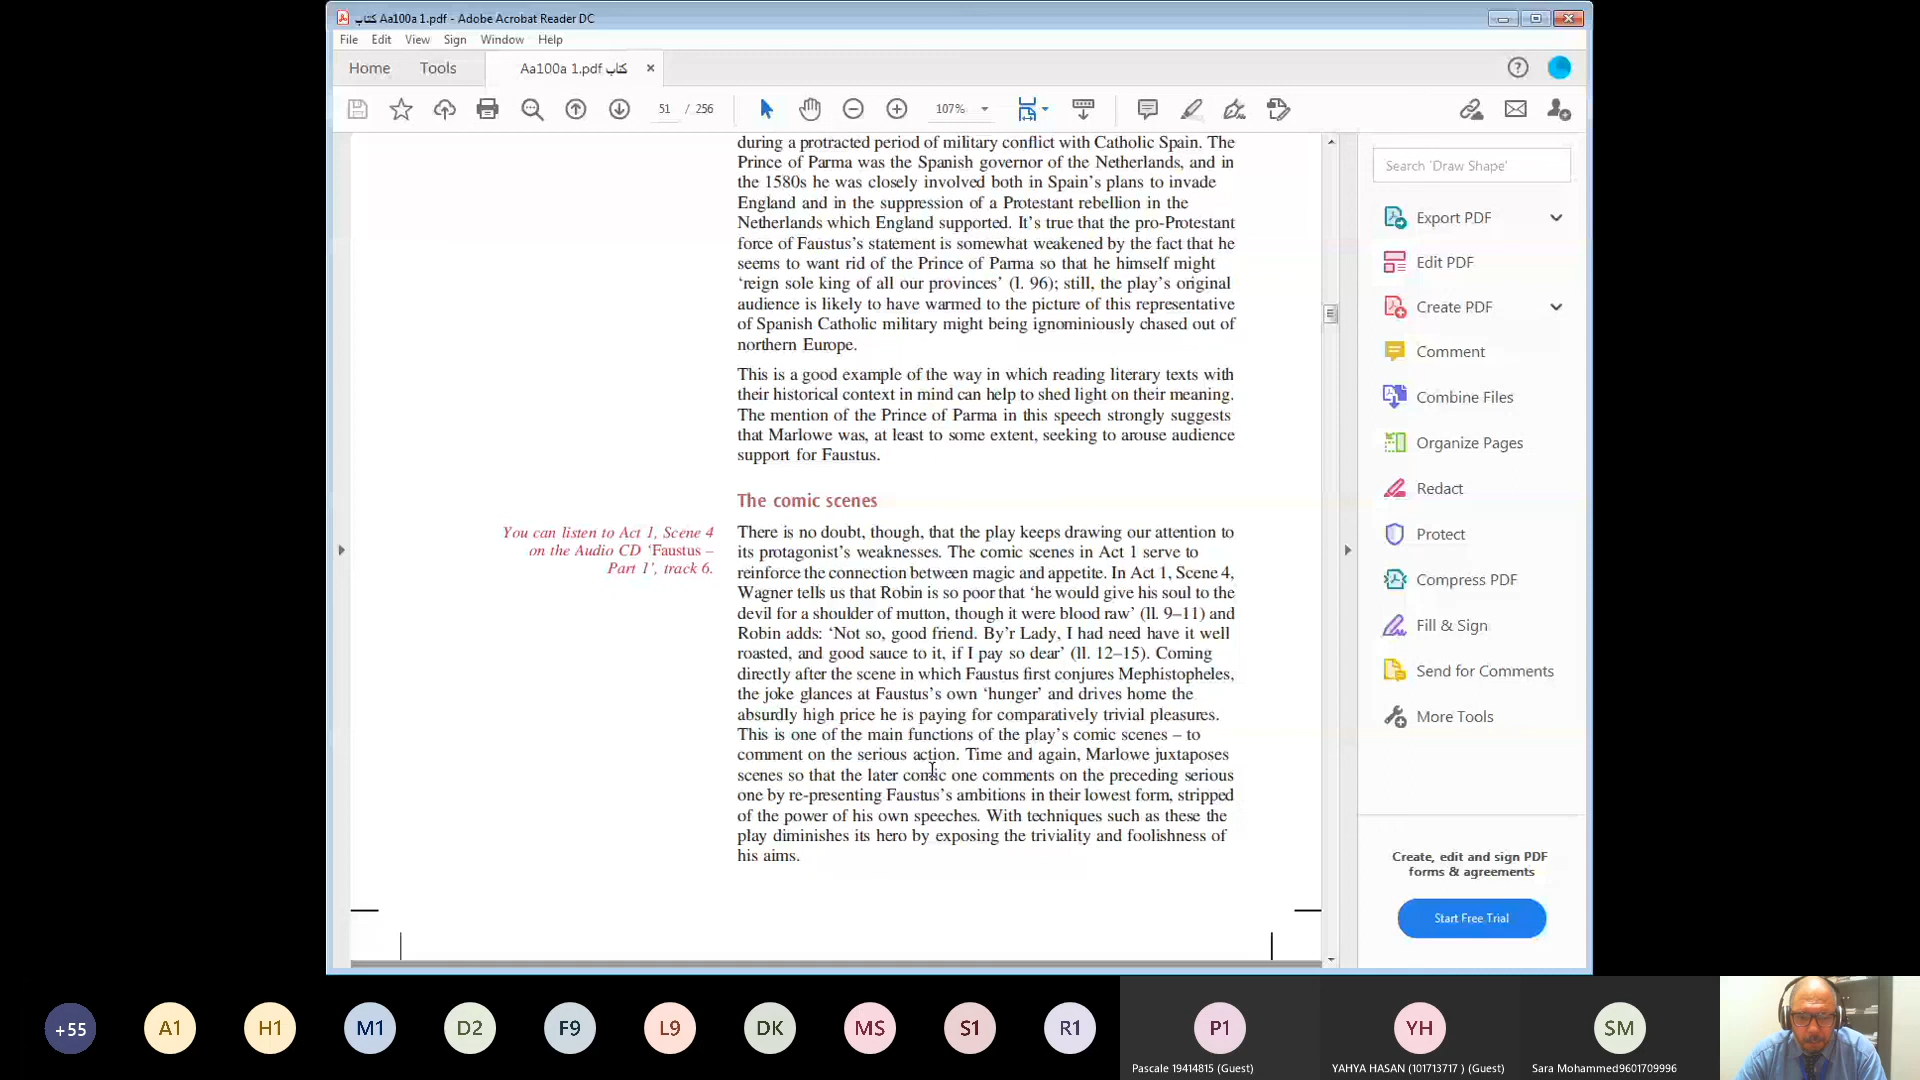 كتاب Aa100a 1.pdf - Adobe Acrobat Reader DC
File Edit View Sign Window Help
Home Tools Aa100a 1.pdf كتاب
51 / 256 107%
during a protracted period of military conflict with Catholic Spain. The
Prince of Parma was the Spanish governor of the Netherlands, and in
the 1580s he was closely involved both in Spain's plans to invade
England and in the suppression of a Protestant rebellion in the
Netherlands which England supported. It's true that the pro-Protestant
force of Faustus's statement is somewhat weakened by the fact that he
seems to want rid of the Prince of Parma so that he himself might
'reign sole king of all our provinces' (l. 96); still, the play's original
audience is likely to have warmed to the picture of this representative
of Spanish Catholic military might being ignominiously chased out of
northern Europe.
This is a good example of the way in which reading literary texts with
their historical context in mind can help to shed light on their meaning.
The mention of the Prince of Parma in this speech strongly suggests
that Marlowe was, at least to some extent, seeking to arouse audience
support for Faustus.
The comic scenes
You can listen to Act 1, Scene 4
on the Audio CD 'Faustus –
Part 1', track 6.
There is no doubt, though, that the play keeps drawing our attention to
its protagonist's weaknesses. The comic scenes in Act 1 serve to
reinforce the connection between magic and appetite. In Act 1, Scene 4,
Wagner tells us that Robin is so poor that 'he would give his soul to the
devil for a shoulder of mutton, though it were blood raw' (ll. 9–11) and
Robin adds: 'Not so, good friend. By'r Lady, I had need have it well
roasted, and good sauce to it, if I pay so dear' (ll. 12–15). Coming
directly after the scene in which Faustus first conjures Mephistopheles,
the joke glances at Faustus's own 'hunger' and drives home the
absurdly high price he is paying for comparatively trivial pleasures.
This is one of the main functions of the play's comic scenes – to
comment on the serious action. Time and again, Marlowe juxtaposes
scenes so that the later comic one comments on the preceding serious
one by re-presenting Faustus's ambitions in their lowest form, stripped
of the power of his own speeches. With techniques such as these the
play diminishes its hero by exposing the triviality and foolishness of
his aims.
Search 'Draw Shape'
Export PDF
Edit PDF
Create PDF
Comment
Combine Files
Organize Pages
Redact
Protect
Compress PDF
Fill & Sign
Send for Comments
More Tools
Create, edit and sign PDF
forms & agreements
Start Free Trial
+55 A1 H1 M1 D2 F9 L9 DK MS S1 R1 P1 YH SM
Pascale 19414815 (Guest) YAHYA HASAN (101713717 ) (Guest) Sara Mohammed9601709996